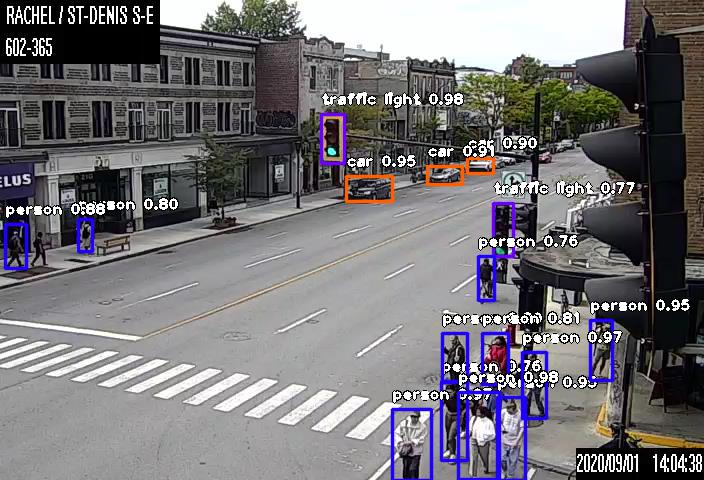 RACHEL / ST-DENIS S-E
602-365
traffic light 0.98
car 0.90
car 0.91
car 0.95
ELUS
person 0.88
person 0.80
traffic light 0.77
person 0.76
person 0.95
person 0.81
person 0.97
0.76
person 0.98
0.93
person 0.97
2020/09/01 14:04:38